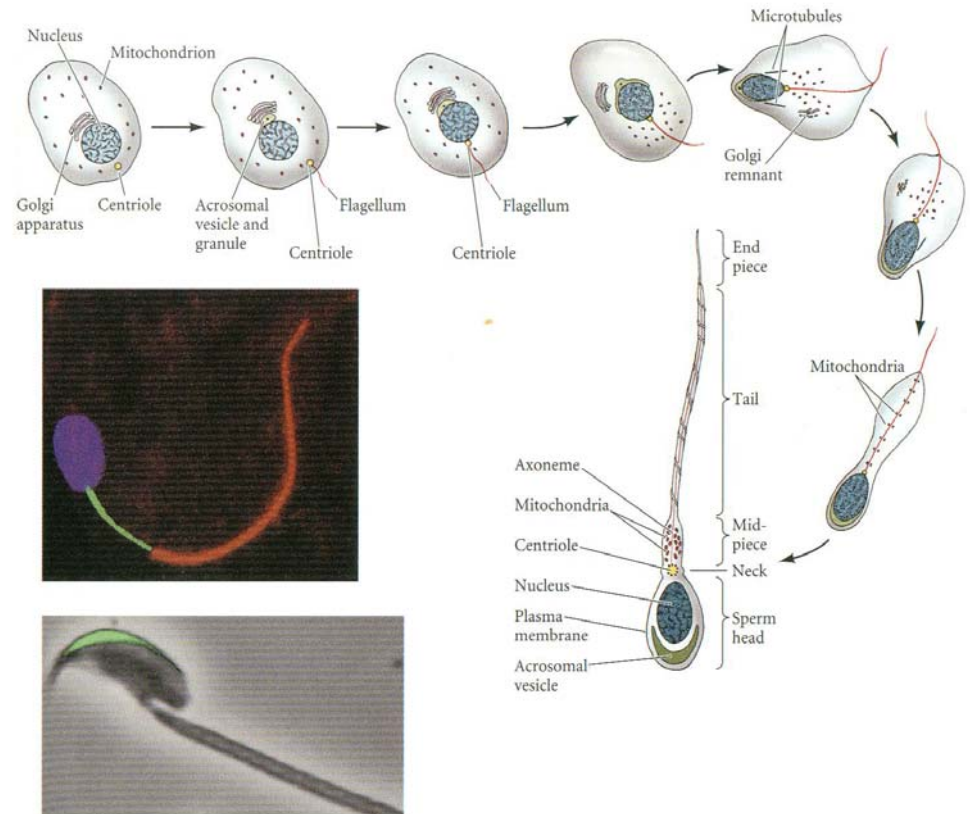 Nucleus
Mitochondrion
Golgi
apparatus
Centriole
Acrosomal
vesicle and
granule
Flagellum
Centriole
Flagellum
Centriole
Microtubules
Golgi
remnant
Mitochondria
End
piece
Tail
Axoneme
Mitochondria
Mid-
piece
Centriole
Neck
Nucleus
Plasma
membrane
Sperm
head
Acrosomal
vesicle